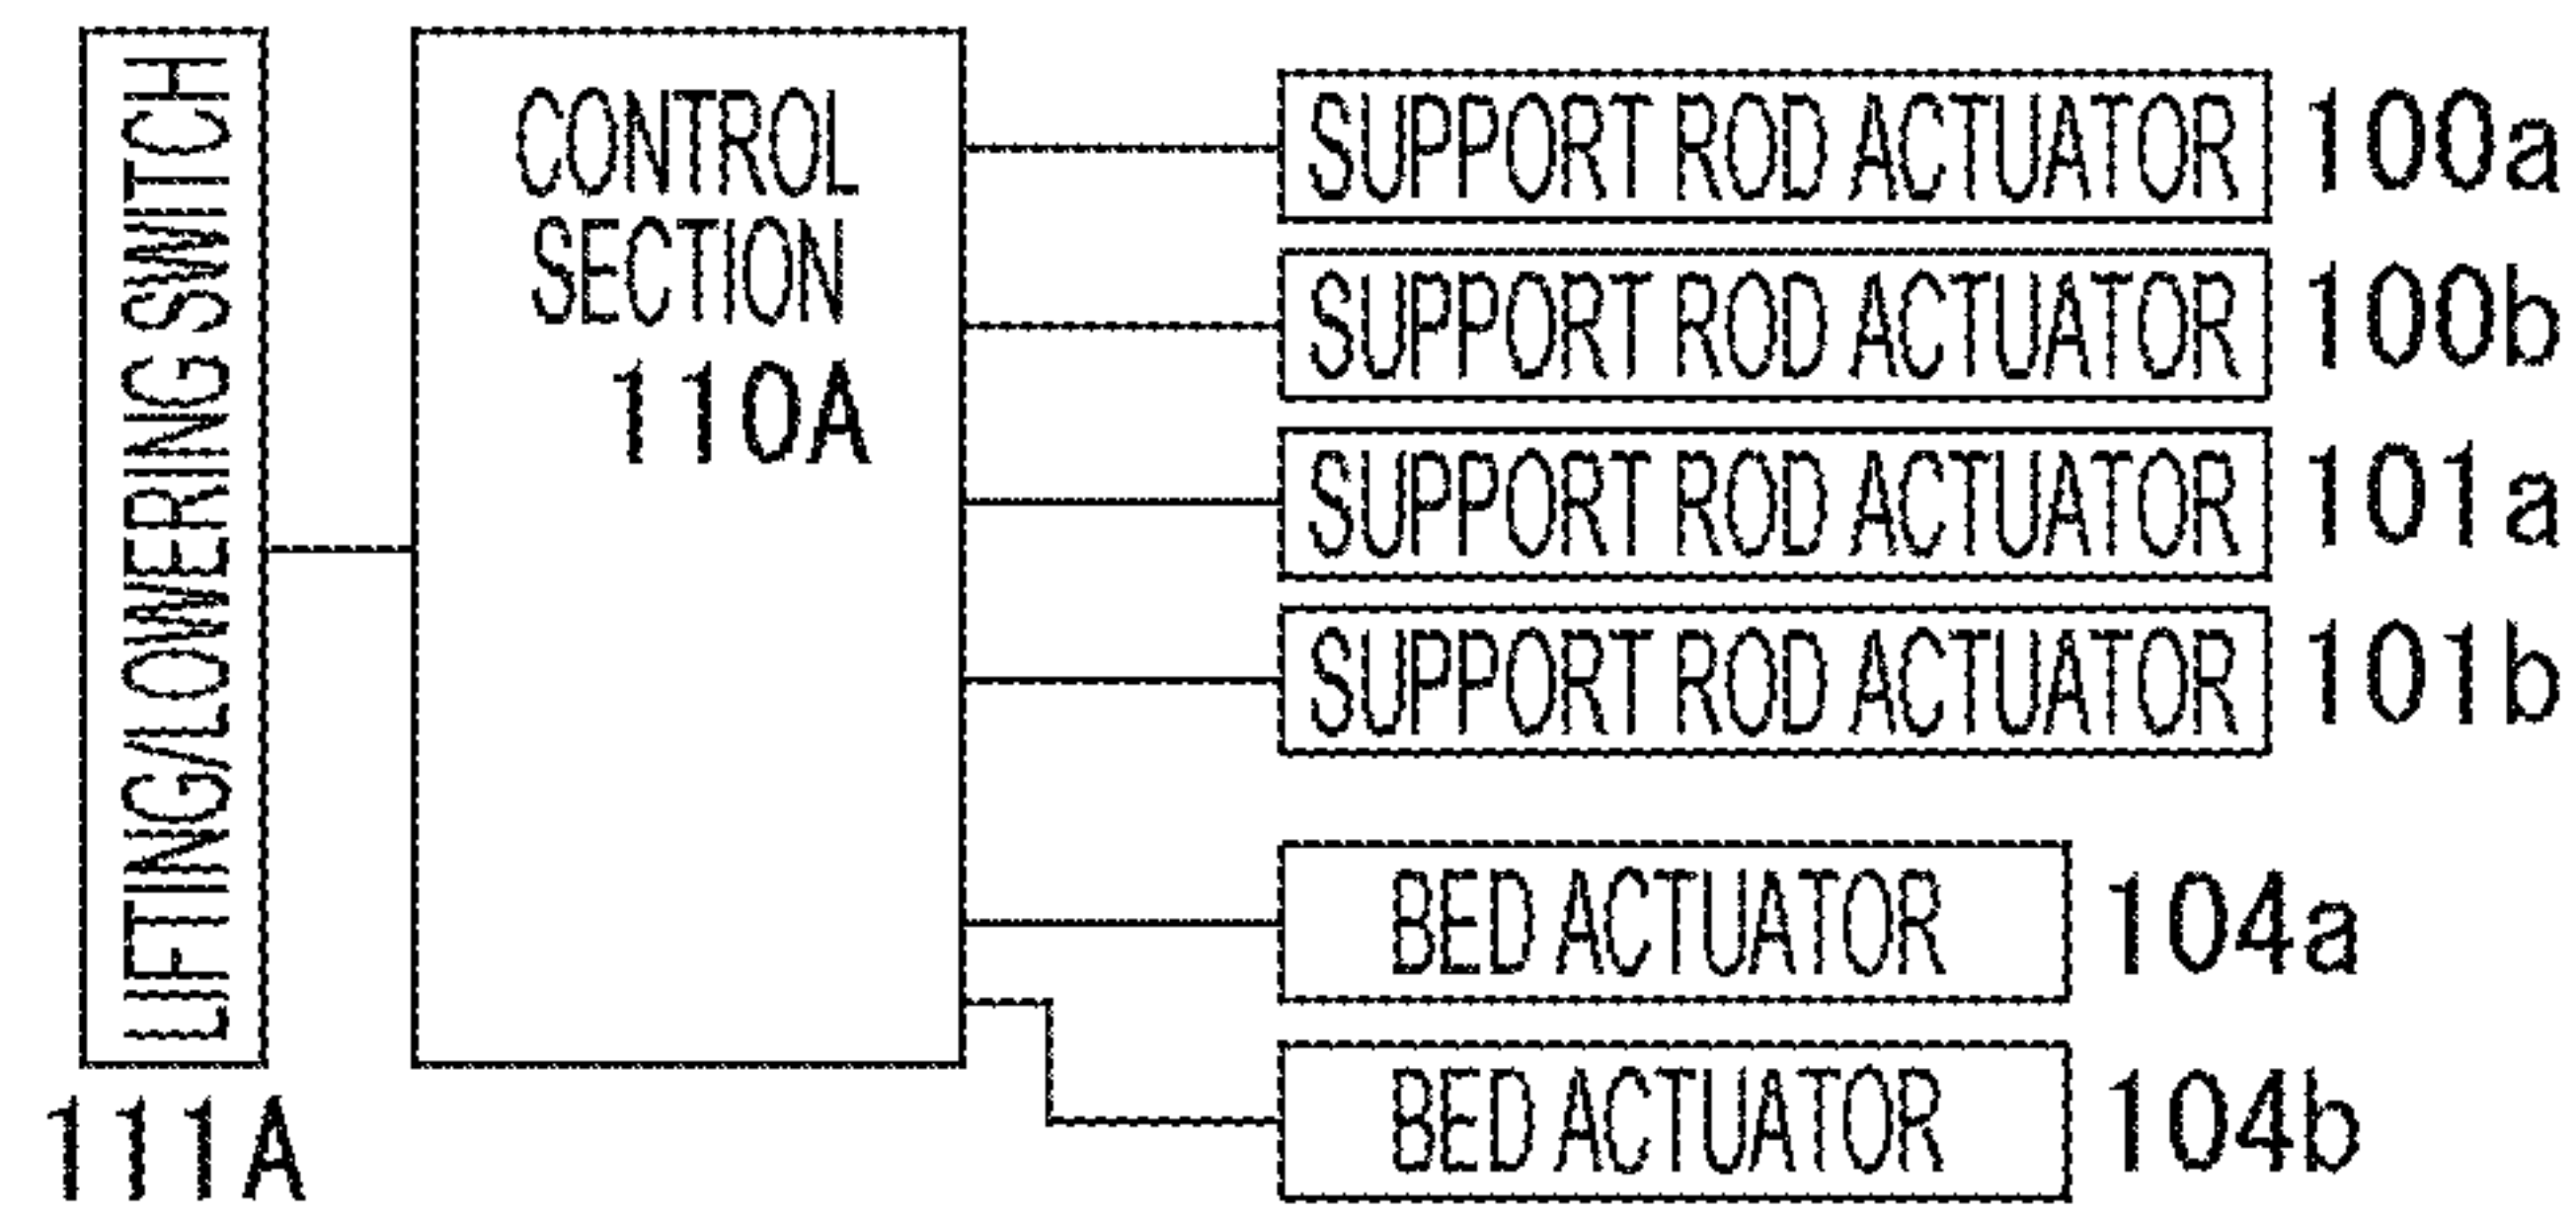 LIFTING/LOWERING SWITCH
111A
CONTROL
SECTION
110A
SUPPORT ROD ACTUATOR 100a
SUPPORT ROD ACTUATOR 100b
SUPPORT ROD ACTUATOR 101a
SUPPORT ROD ACTUATOR 101b
BED ACTUATOR 104a
BED ACTUATOR 104b